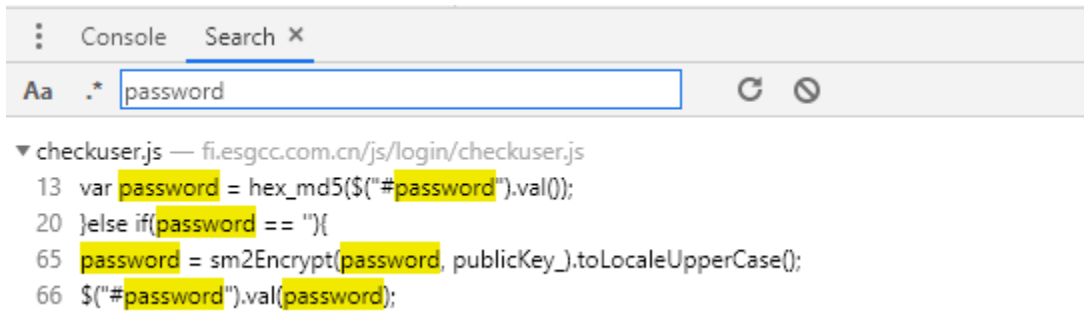 Console Search ×
Aa .* password
checkuser.js — fi.esgcc.com.cn/js/login/checkuser.js
13 var password = hex_md5($("#password").val());
20 }else if(password == ''){
65 password = sm2Encrypt(password, publicKey_).toLocaleUpperCase();
66 $("#password").val(password);